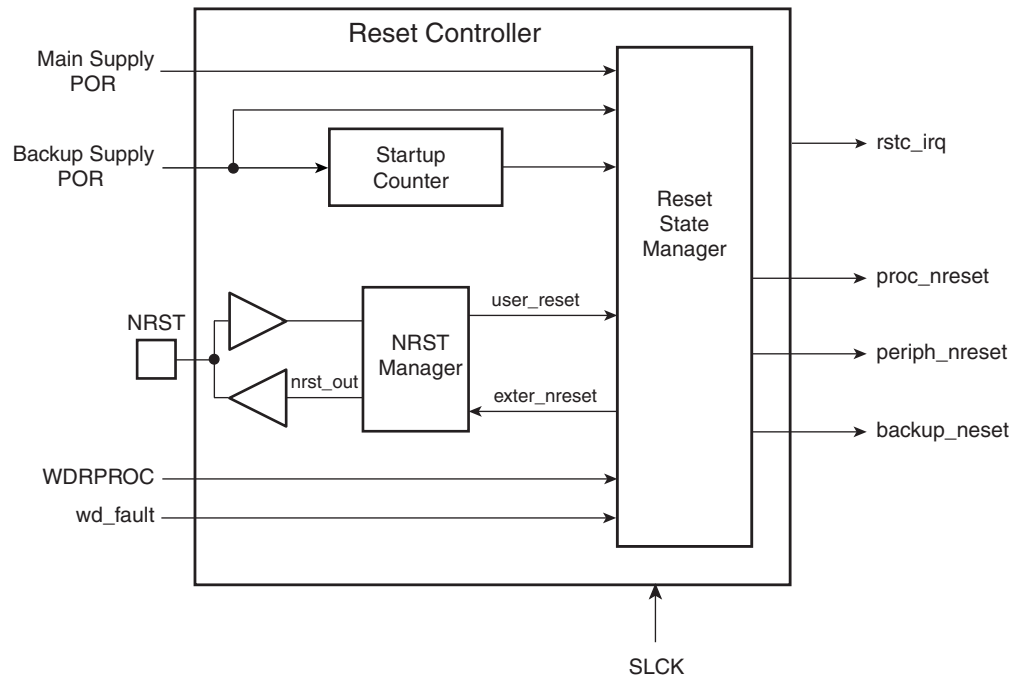 Reset Controller
Main Supply
POR
Backup Supply
POR
Startup
Counter
Reset
State
Manager
rstc_irq
proc_nreset
periph_nreset
backup_neset
NRST
NRST
Manager
user_reset
nrst_out
exter_nreset
WDRPROC
wd_fault
SLCK